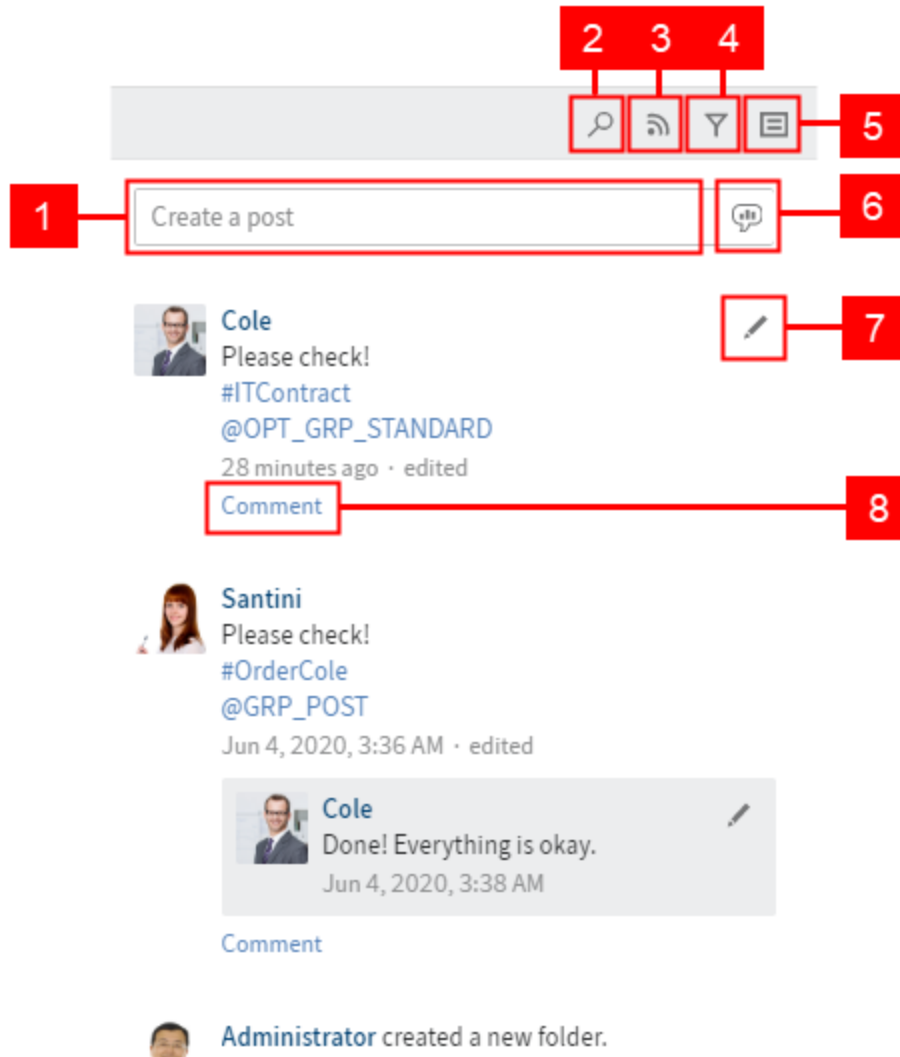 2 3 4
5
1
Create a post
6
Cole
7
Please check!
#ITContract
@OPT_GRP_STANDARD
28 minutes ago · edited
Comment
8
Santini
Please check!
#OrderCole
@GRP_POST
Jun 4, 2020, 3:36 AM · edited
Cole
Done! Everything is okay.
Jun 4, 2020, 3:38 AM
Comment
Administrator created a new folder.